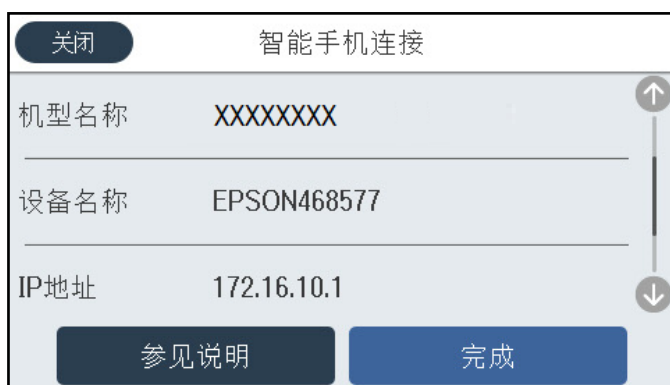 关闭 智能手机连接
机型名称 XXXXXXXX
设备名称 EPSON468577
IP地址 172.16.10.1
参见说明 完成